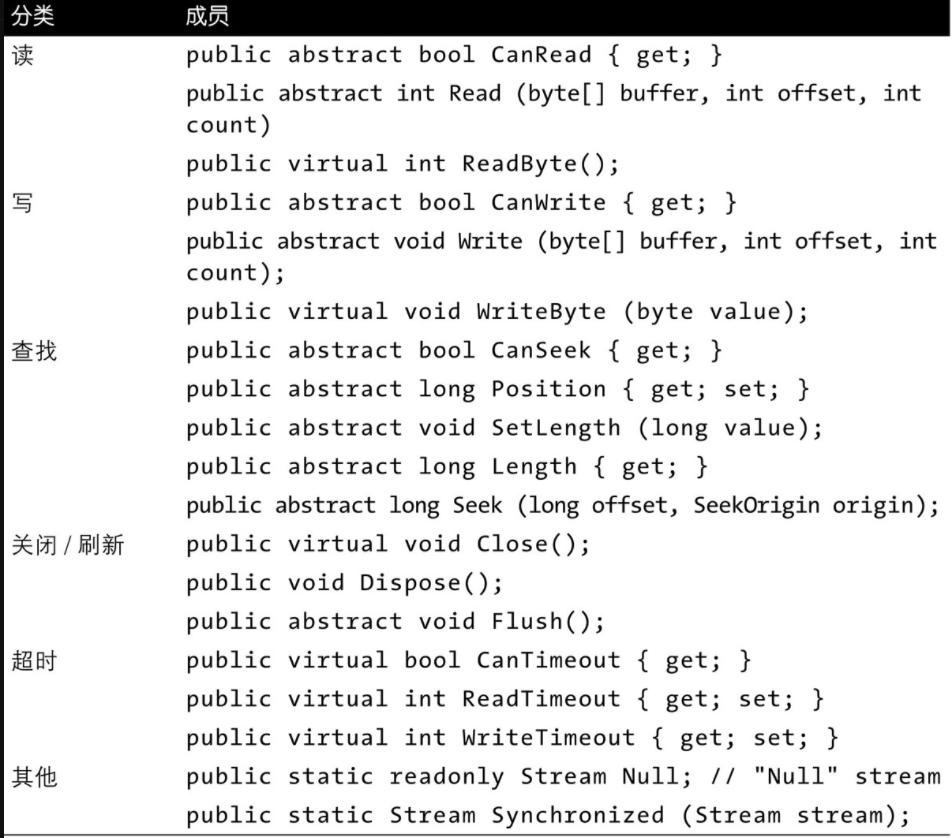 分类 成员
读 public abstract bool CanRead { get; }
public abstract int Read (byte[] buffer, int offset, int
count)
public virtual int ReadByte();
写 public abstract bool CanWrite { get; }
public abstract void Write (byte[] buffer, int offset, int
count);
public virtual void WriteByte (byte value);
查找 public abstract bool CanSeek { get; }
public abstract long Position { get; set; }
public abstract void SetLength (long value);
public abstract long Length { get; }
public abstract long Seek (long offset, SeekOrigin origin);
关闭 / 刷新 public virtual void Close();
public void Dispose();
public abstract void Flush();
超时 public virtual bool CanTimeout { get; }
public virtual int ReadTimeout { get; set; }
public virtual int WriteTimeout { get; set; }
其他 public static readonly Stream Null; // "Null" stream
public static Stream Synchronized (Stream stream);